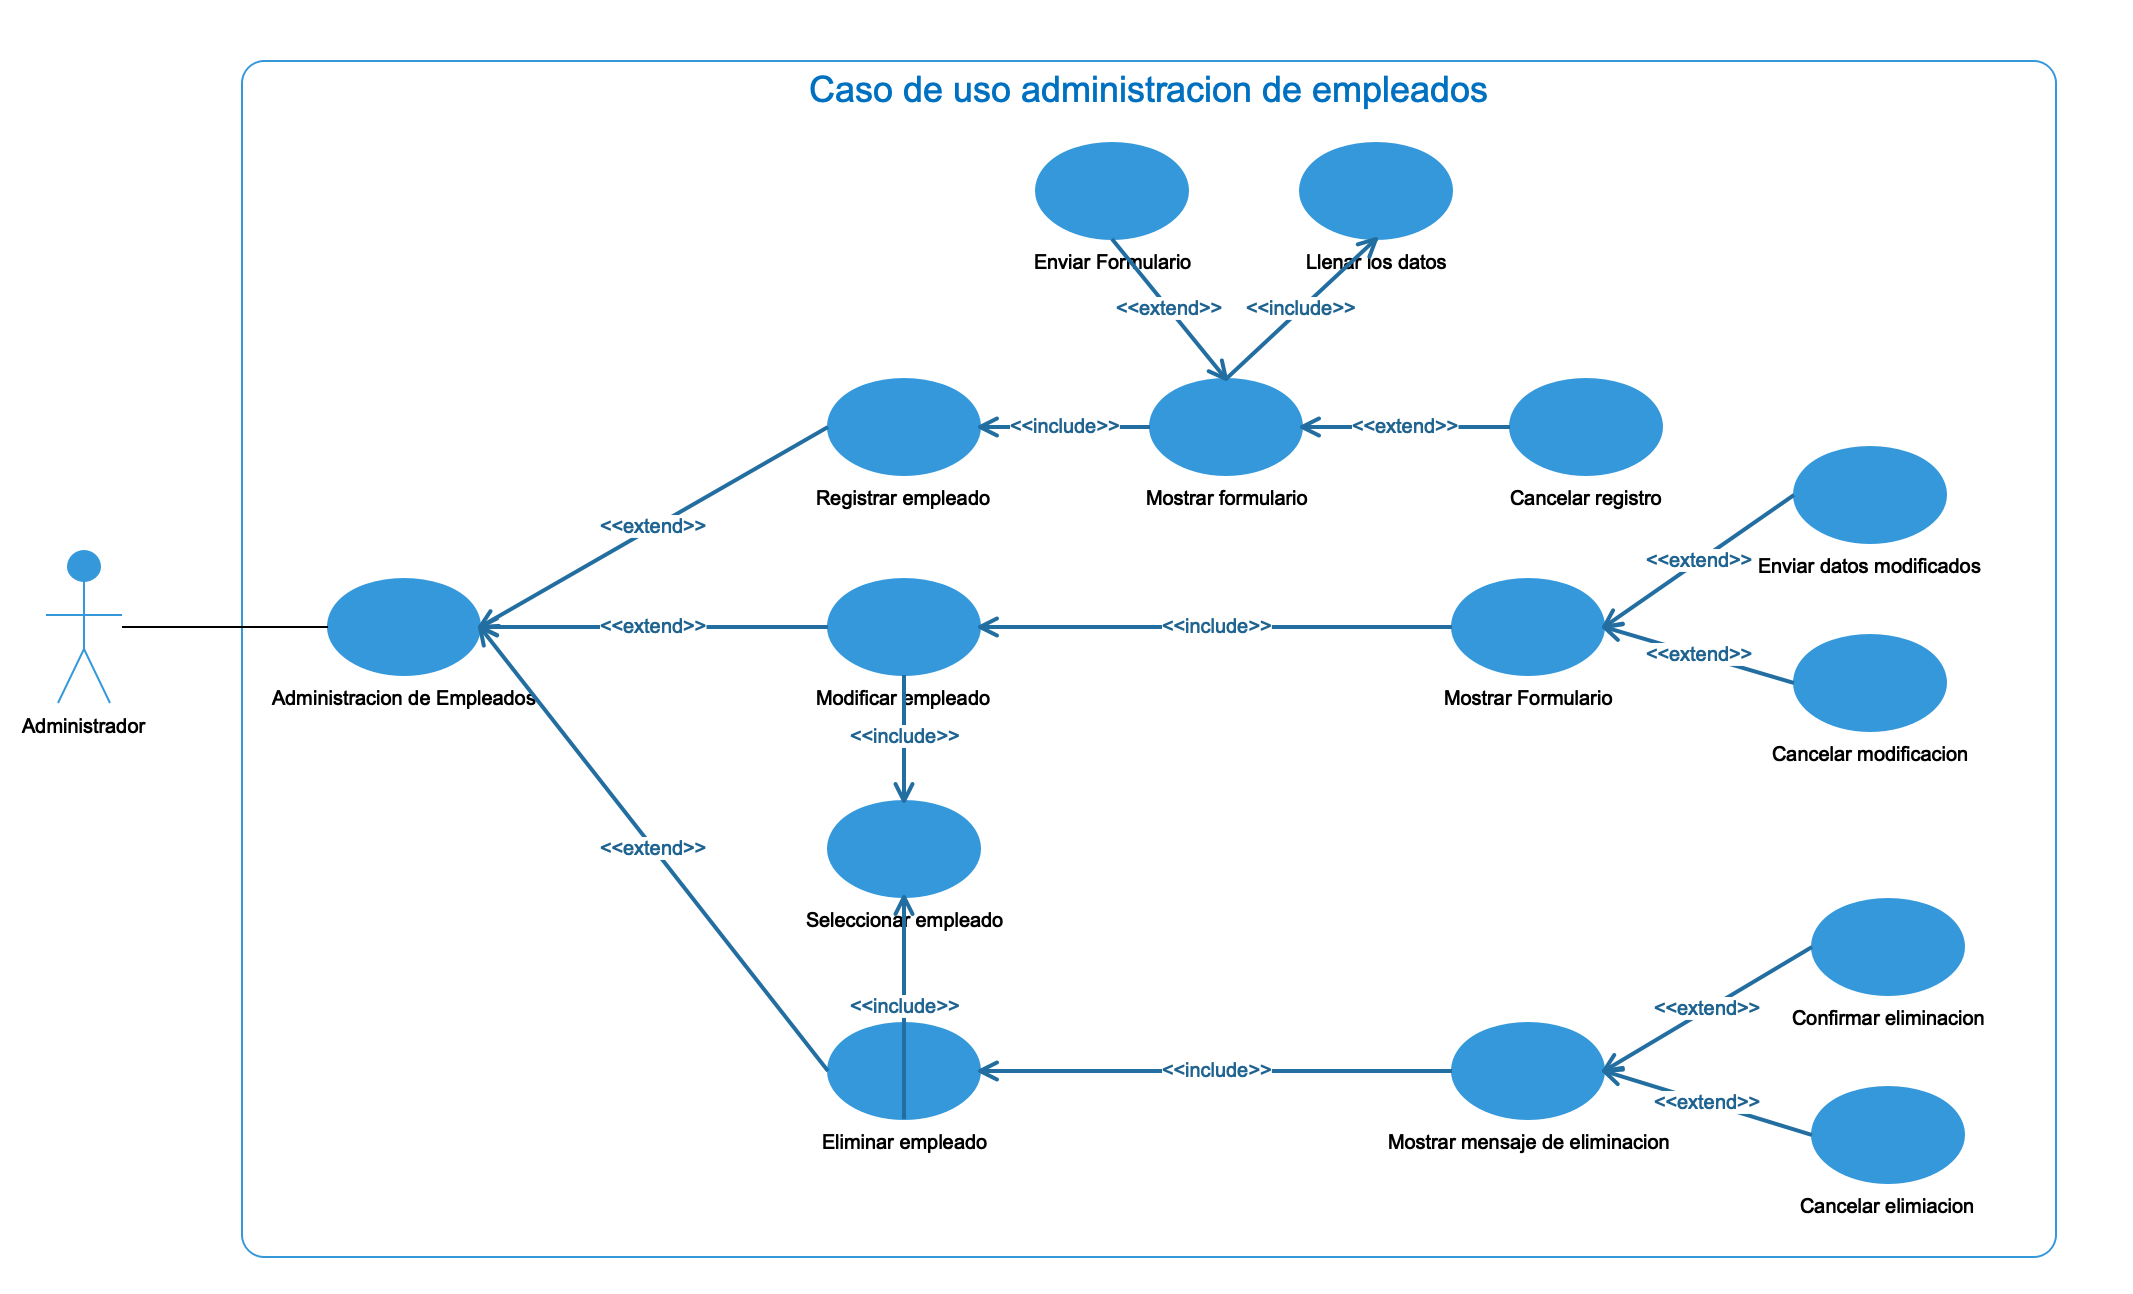 Caso de uso administracion de empleados
Enviar Formulario
Llenar los datos
<<extend>>
<<include>>
<<include>>
<<extend>>
Registrar empleado
Mostrar formulario
Cancelar registro
<<extend>>
<<extend>>
Enviar datos modificados
<<extend>>
<<include>>
<<extend>>
Administracion de Empleados
Modificar empleado
Mostrar Formulario
Administrador
<<include>>
Cancelar modificacion
<<extend>>
Seleccionar empleado
<<include>>
<<extend>>
Confirmar eliminacion
<<include>>
<<extend>>
Eliminar empleado
Mostrar mensaje de eliminacion
Cancelar elimiacion